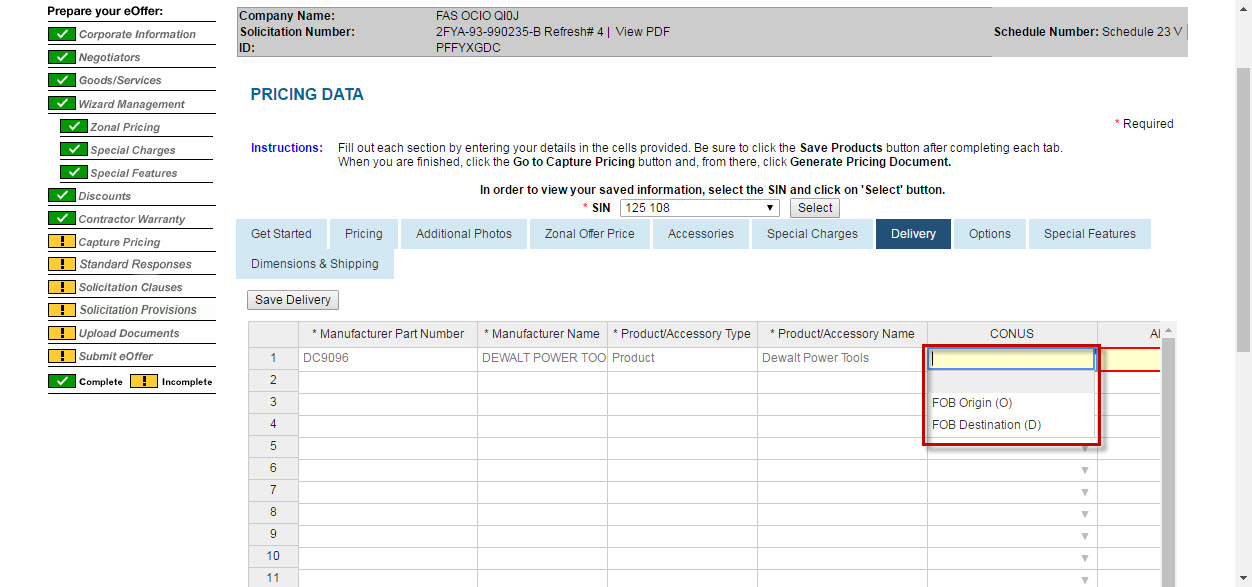 Prepare your eOffer:
Corporate Information
Negotiators
Goods/Services
Wizard Management
Zonal Pricing
Special Charges
Special Features
Discounts
Contractor Warranty
Capture Pricing
Standard Responses
Solicitation Clauses
Solicitation Provisions
Upload Documents
Submit eOffer
Complete Incomplete
Company Name: FAS OCIO QI0J
Solicitation Number: 2FYA-93-990235-B Refresh# 4 | View PDF Schedule Number: Schedule 23 V
ID: PFFYXGDC
PRICING DATA
* Required
Instructions: Fill out each section by entering your details in the cells provided. Be sure to click the Save Products button after completing each tab.
When you are finished, click the Go to Capture Pricing button and, from there, click Generate Pricing Document.
In order to view your saved information, select the SIN and click on 'Select' button.
* SIN 125 108 Select
Get Started Pricing Additional Photos Zonal Offer Price Accessories Special Charges Delivery Options Special Features
Dimensions & Shipping
Save Delivery
* Manufacturer Part Number * Manufacturer Name * Product/Accessory Type * Product/Accessory Name CONUS
1 DC9096 DEWALT POWER TOO Product Dewalt Power Tools
2
3 FOB Origin (O)
4 FOB Destination (D)
5
6
7
8
9
10
11